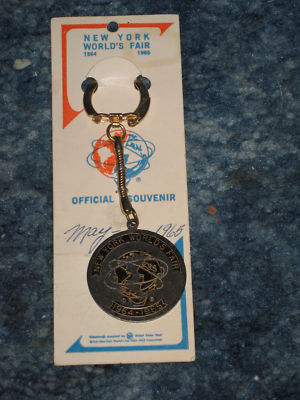 NEW YORK
WORLD'S FAIR
1964 1965
OFFICIAL SOUVENIR
May- 1965
NEW YORK WORLD'S FAIR
1964-1965